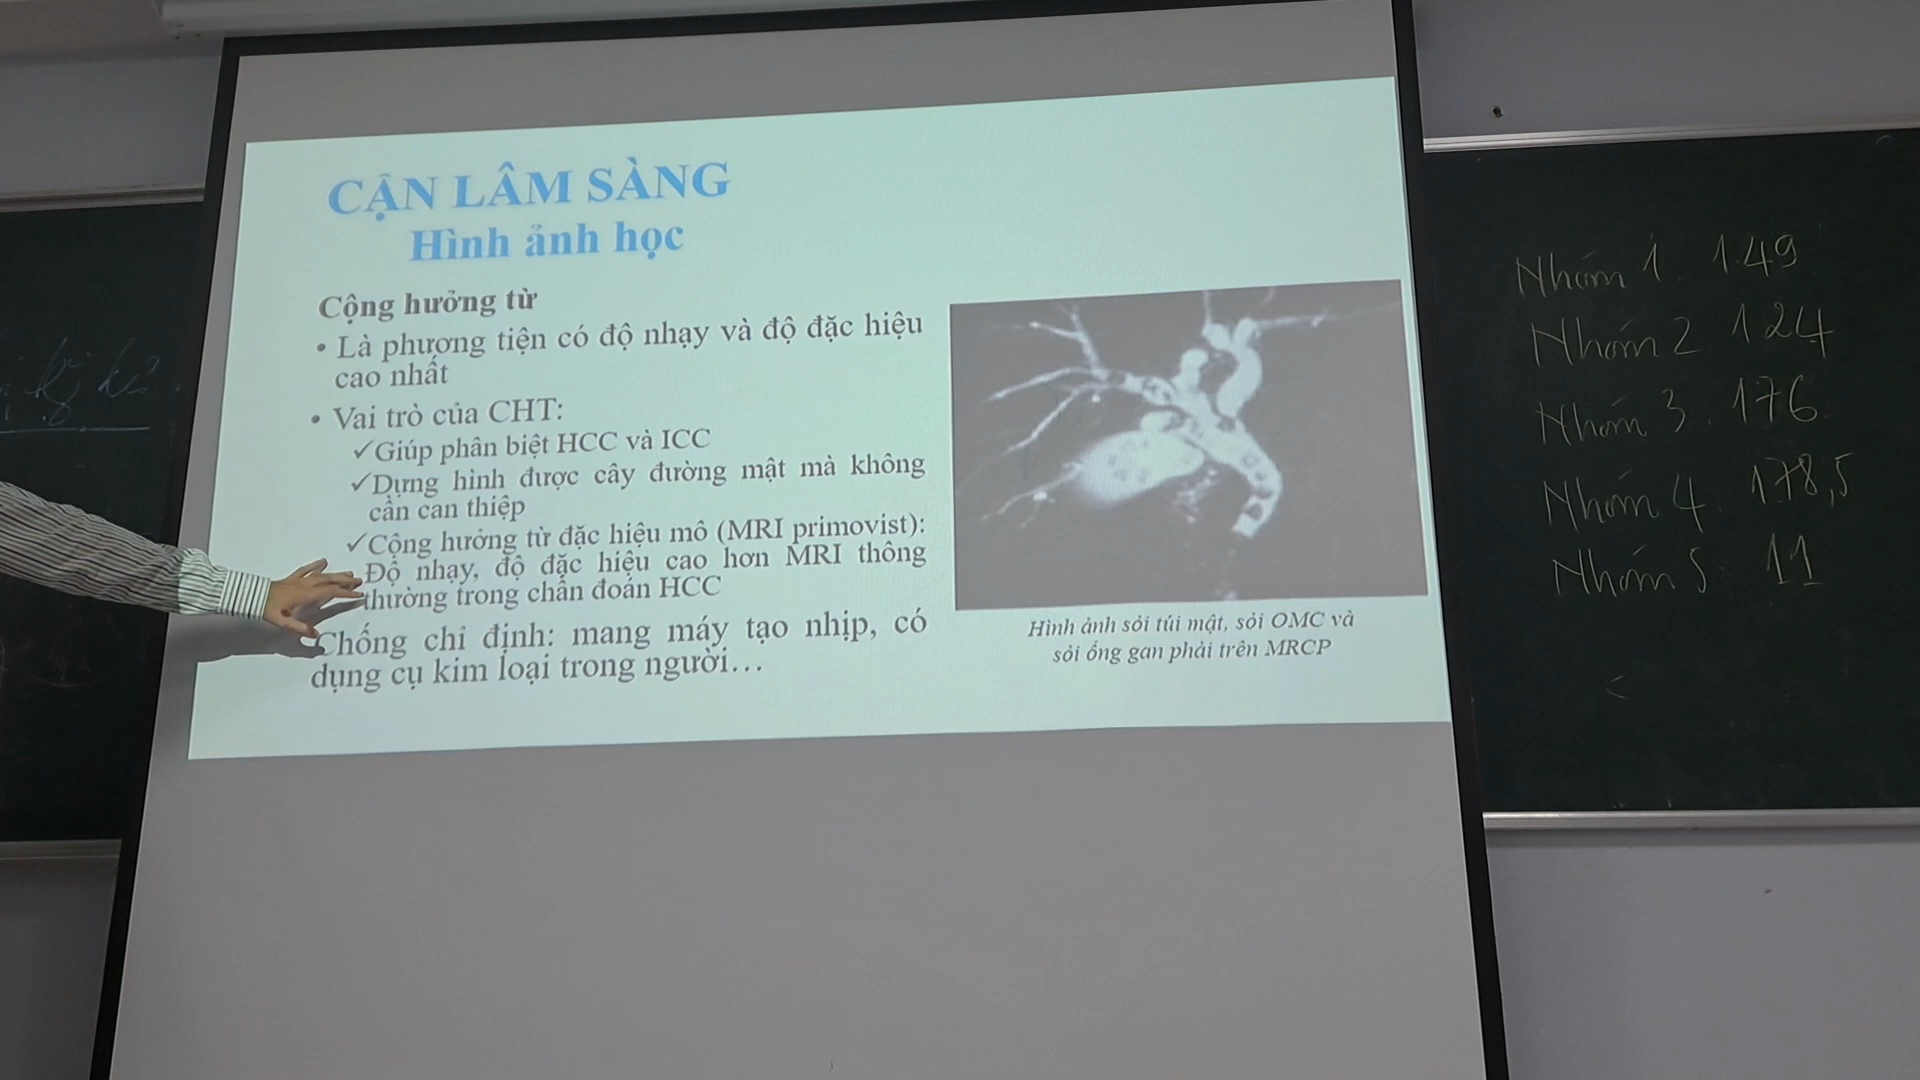 CẬN LÂM SÀNG
Hình ảnh học
Cộng hưởng từ
• Là phương tiện có độ nhạy và độ đặc hiệu
cao nhất
• Vai trò của CHT:
✓Giúp phân biệt HCC và ICC
✓Dựng hình được cây đường mật mà không
cần can thiệp
✓Cộng hưởng từ đặc hiệu mô (MRI primovist):
Độ nhạy, độ đặc hiệu cao hơn MRI thông
thường trong chẩn đoán HCC
Chống chỉ định: mang máy tạo nhịp, có
dụng cụ kim loại trong người…
Hình ảnh sỏi túi mật, sỏi OMC và
sỏi ống gan phải trên MRCP
Nhóm 1. 149
Nhóm 2 124
Nhóm 3. 176
Nhóm 4. 178,5
Nhóm 5 11